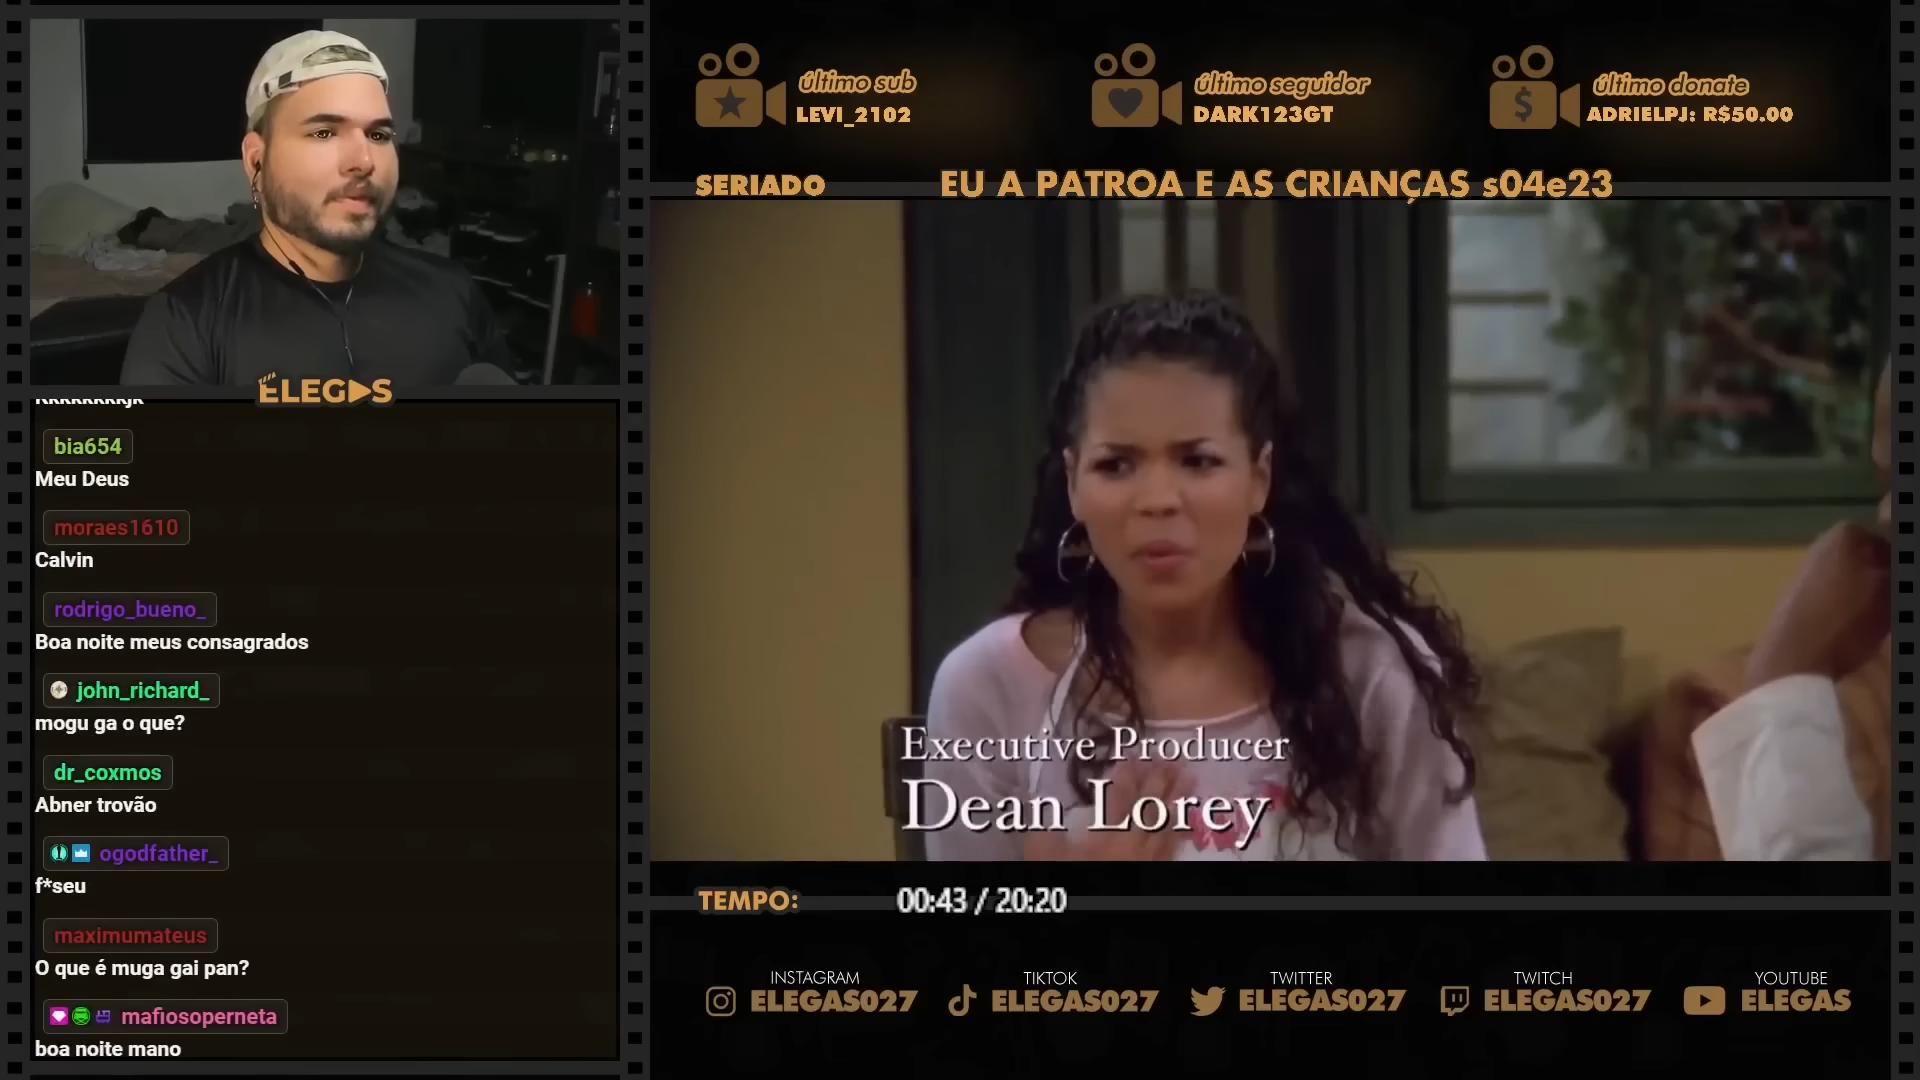 último sub
LEVI_2102
último seguidor
DARK123GT
último donate
ADRIELPJ: R$50.00
SERIADO
EU A PATROA E AS CRIANÇAS s04e23
ELEGAS
bia654
Meu Deus
moraes1610
Calvin
rodrigo_bueno_
Boa noite meus consagrados
john_richard_
mogu ga o que?
dr_coxmos
Abner trovão
ogodfather_
f*seu
maximumateus
O que é muga gai pan?
mafiosoperneta
boa noite mano
Executive Producer
Dean Lorey
TEMPO:
00:43 / 20:20
INSTAGRAM
ELEGAS027
TIKTOK
ELEGAS027
TWITTER
ELEGAS027
TWITCH
ELEGAS027
YOUTUBE
ELEGAS